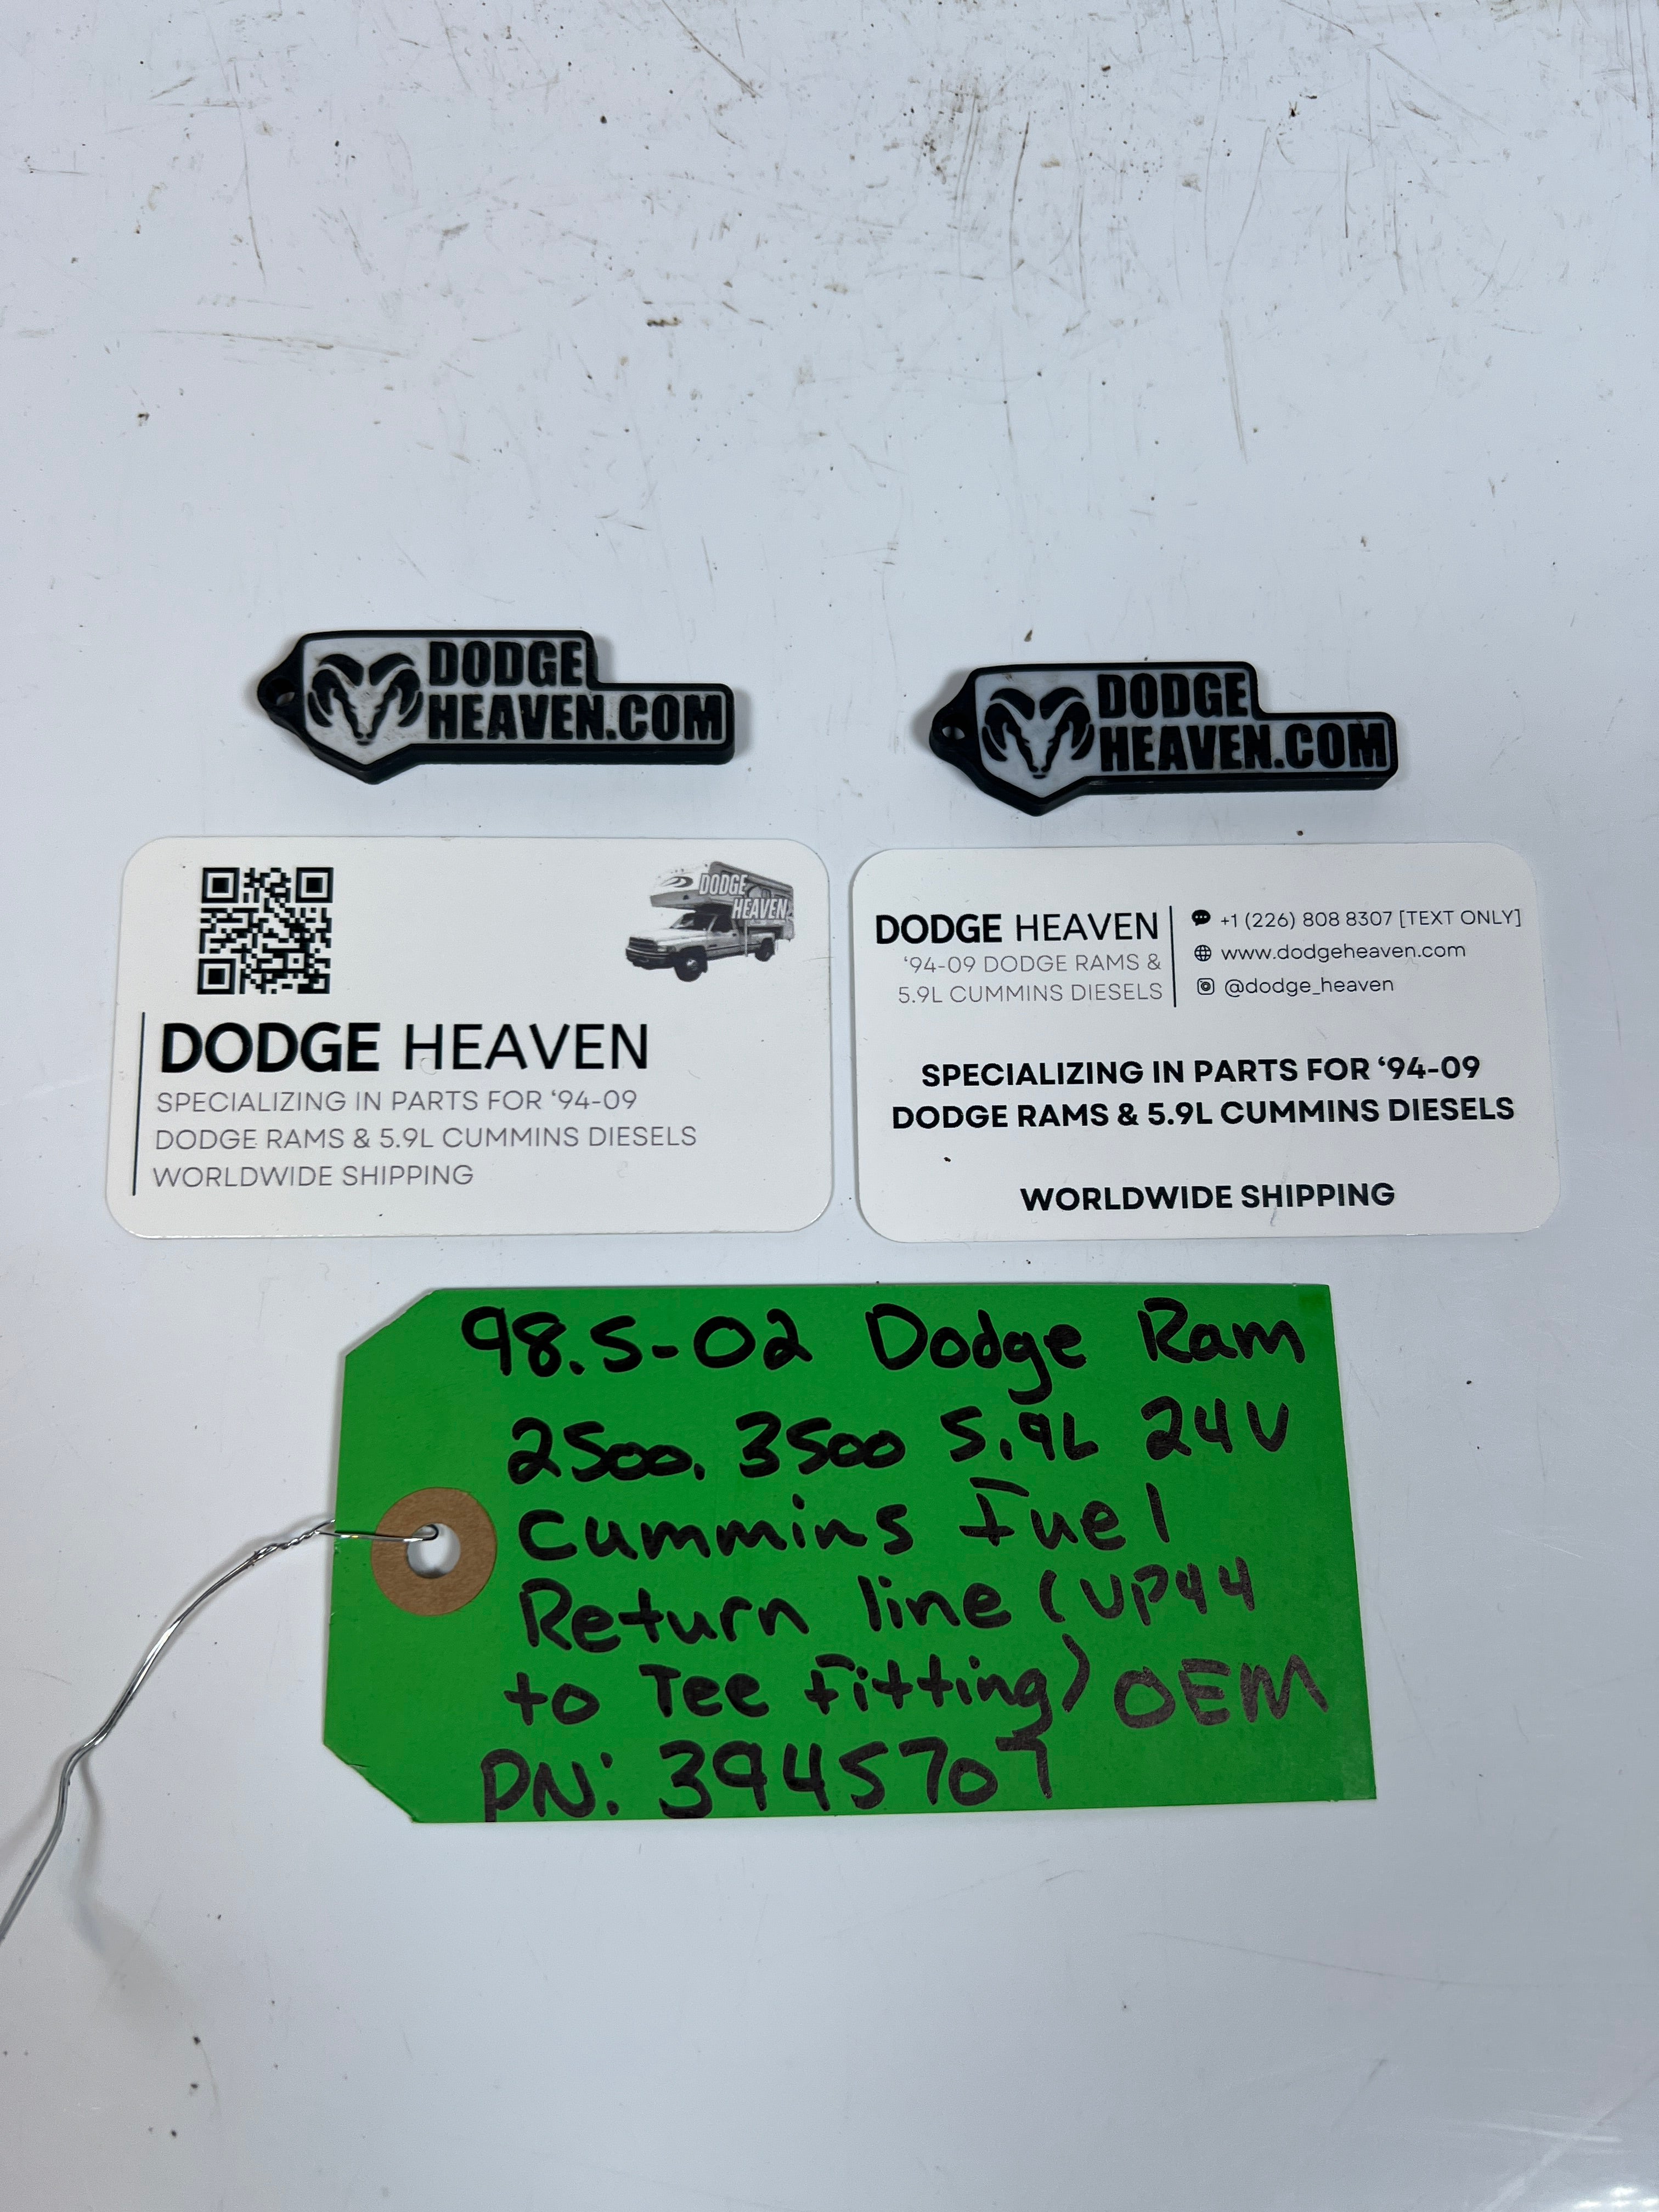 DODGE
HEAVEN.COM
DODGE
HEAVEN.COM
DODGE
HEAVEN
DODGE HEAVEN
SPECIALIZING IN PARTS FOR ‘94-09
DODGE RAMS & 5.9L CUMMINS DIESELS
WORLDWIDE SHIPPING
DODGE HEAVEN
‘94-09 DODGE RAMS &
5.9L CUMMINS DIESELS
+1 (226) 808 8307 [TEXT ONLY]
www.dodgeheaven.com
@dodge_heaven
SPECIALIZING IN PARTS FOR ‘94-09
DODGE RAMS & 5.9L CUMMINS DIESELS
WORLDWIDE SHIPPING
98.5-02 Dodge Ram
2500. 3500 5.9L 24V
Cummins Fuel
Return line (VP44
to Tee Fitting) OEM
PN: 3945707